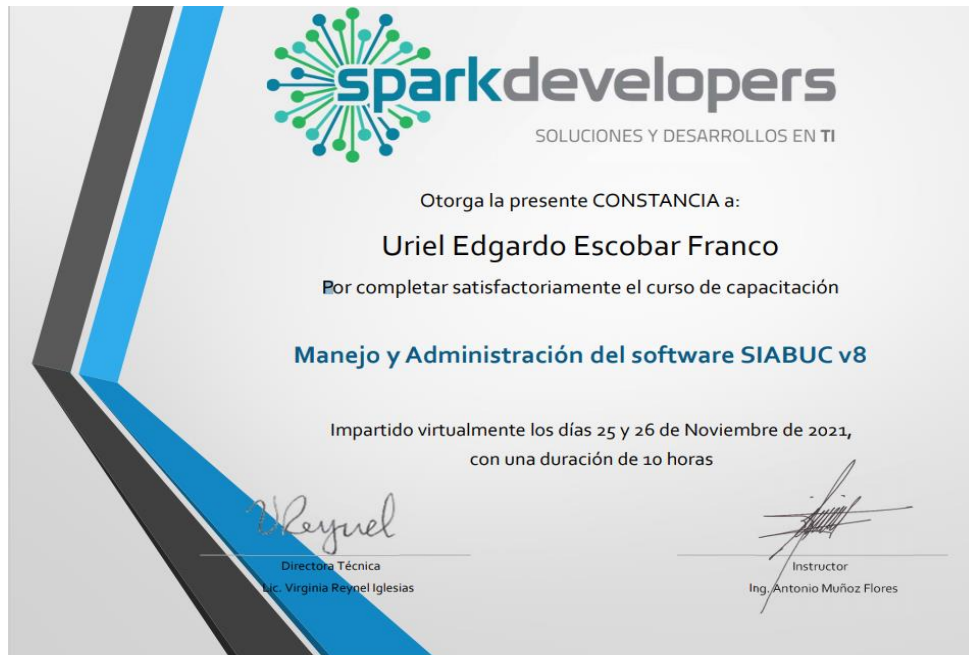 sparkdevelopers
SOLUCIONES Y DESARROLLOS EN TI
Otorga la presente CONSTANCIA a:
Uriel Edgardo Escobar Franco
Por completar satisfactoriamente el curso de capacitación
Manejo y Administración del software SIABUC v8
Impartido virtualmente los días 25 y 26 de Noviembre de 2021,
con una duración de 10 horas
VReynel
Directora Técnica
Lic. Virginia Reynel Iglesias
Instructor
Ing. Antonio Muñoz Flores